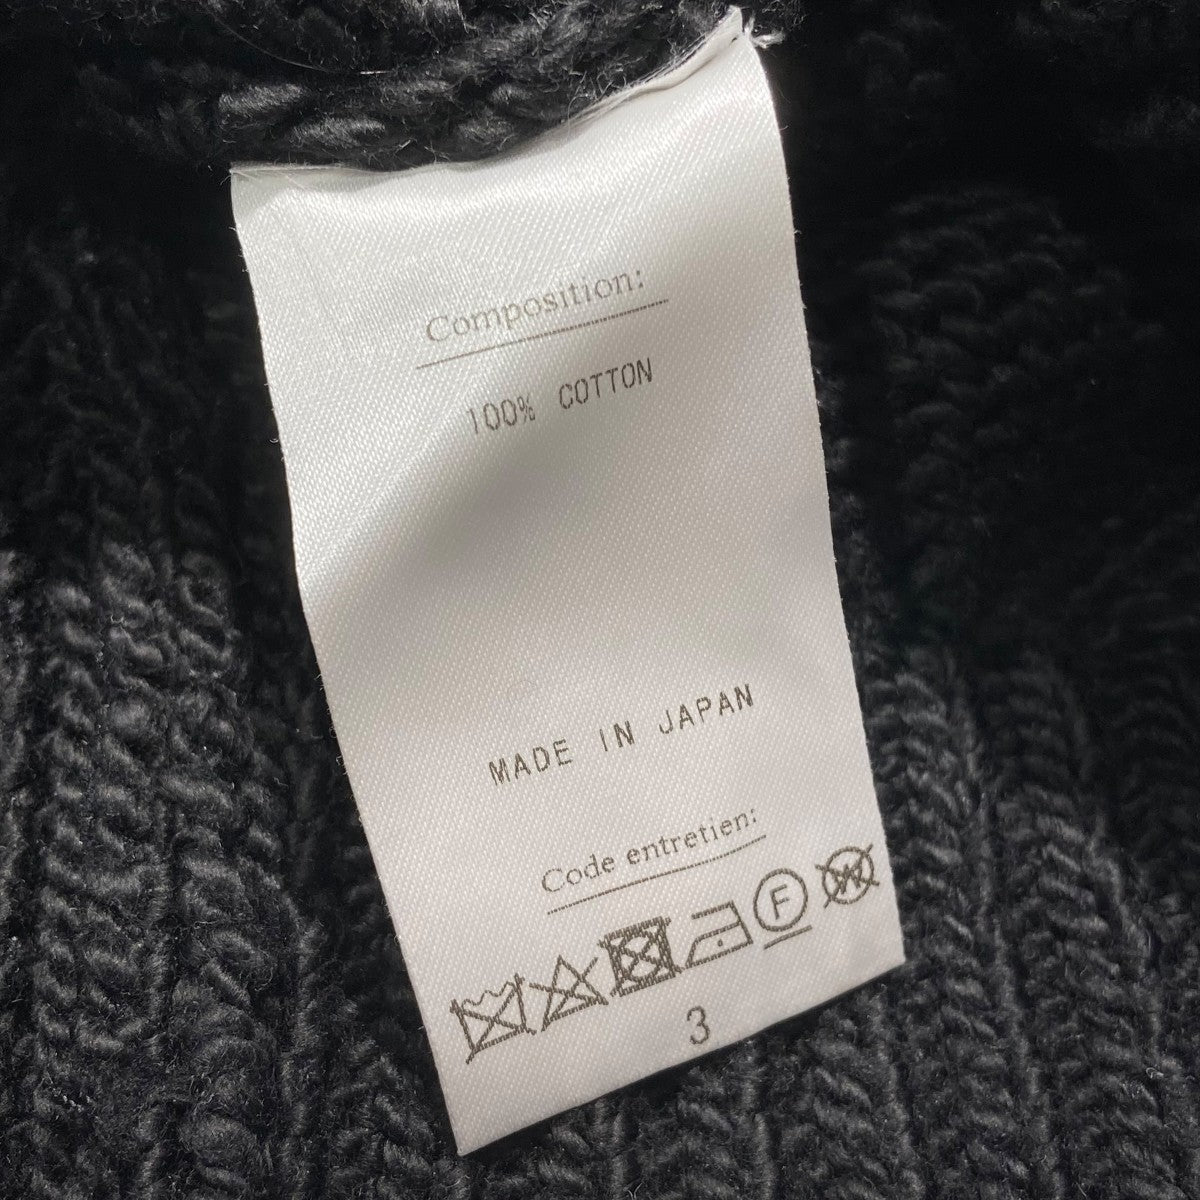 Composition:
100% COTTON
MADE IN JAPAN
Code entretien:
F W
3